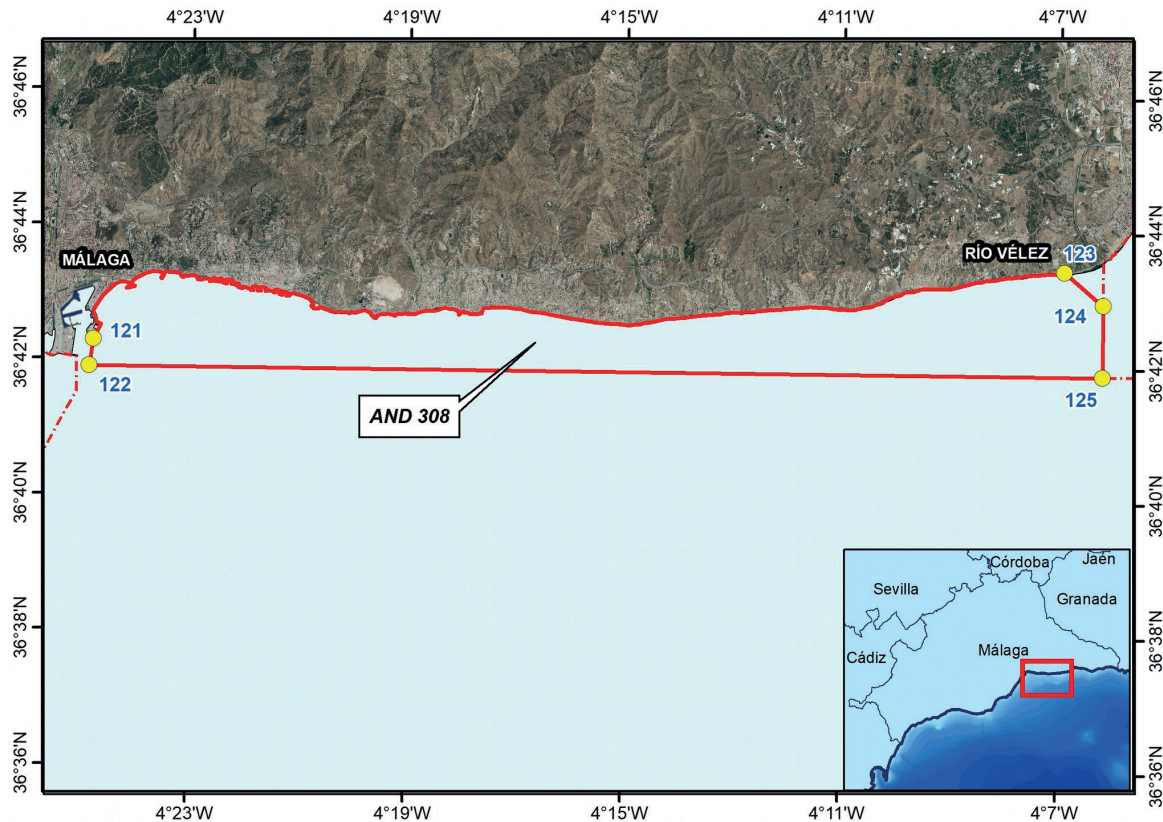 4°23'W
4°19'W
4°15'W
4°11'W
4°7'W
36°46'N
36°44'N
36°42'N
36°40'N
36°38'N
36°36'N
36°46'N
36°44'N
36°42'N
36°40'N
36°38'N
36°36'N
MÁLAGA
RÍO VÉLEZ
123
121
124
122
125
AND 308
Córdoba
Jaén
Sevilla
Granada
Málaga
Cádiz
4°23'W
4°19'W
4°15'W
4°11'W
4°7'W